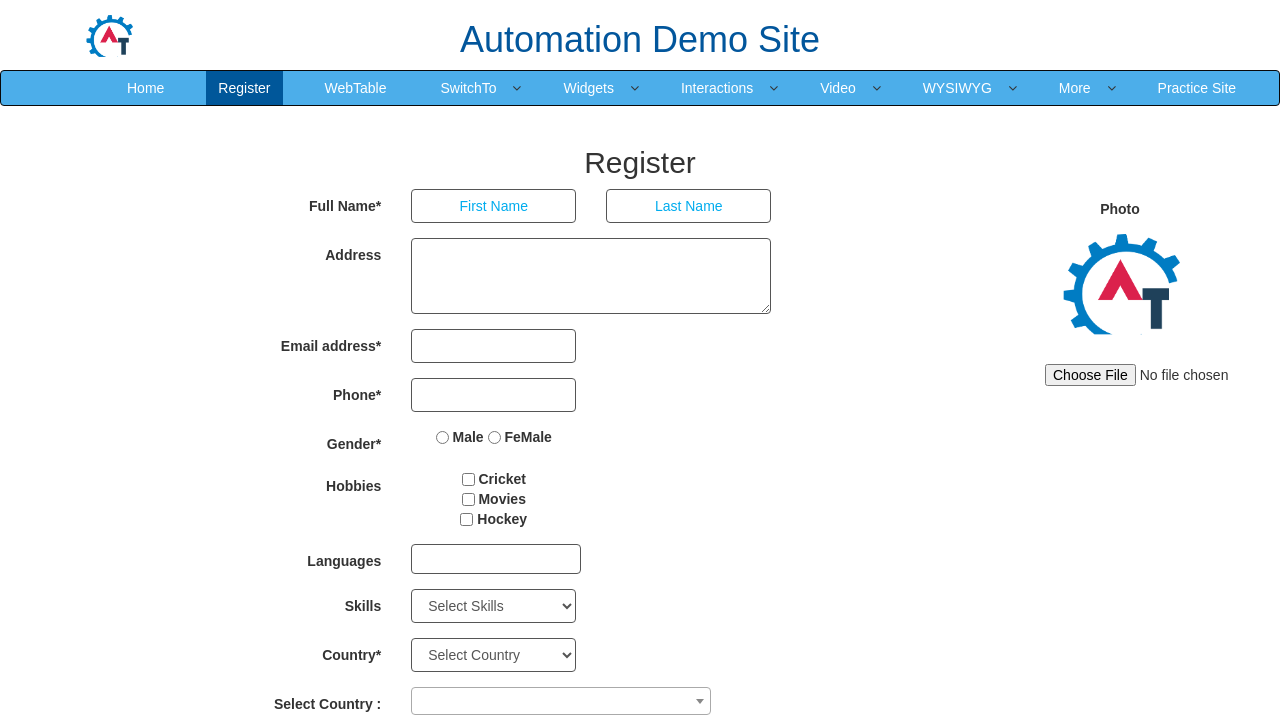 Automation Demo Site
Home Register WebTable SwitchTo Widgets Interactions Video WYSIWYG More Practice Site
Register
Full Name* First Name Last Name
Photo
Address
AT
Email address*
Choose File No file chosen
Phone*
Gender* Male FeMale
Hobbies Cricket
Movies
Hockey
Languages
Skills Select Skills
Country* Select Country
Select Country :